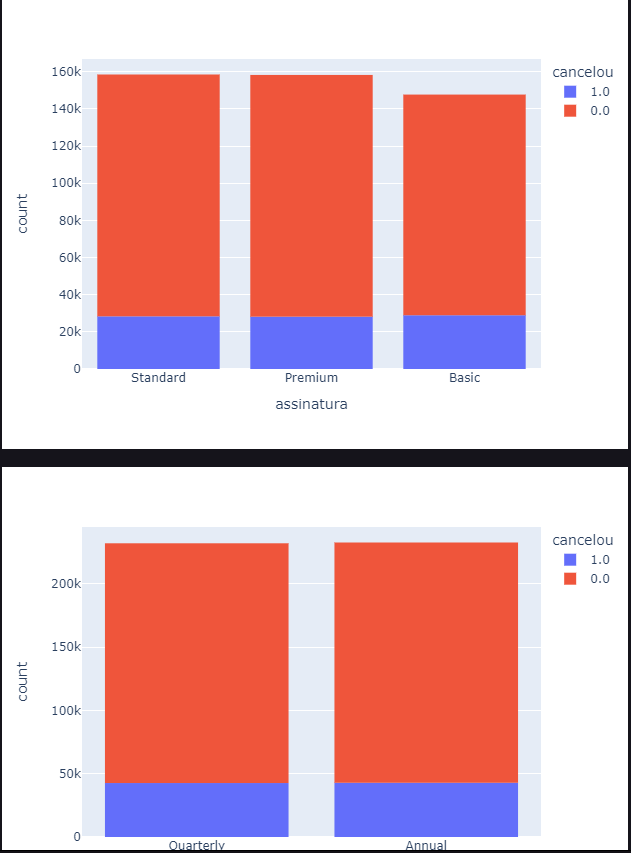 160k
140k
120k
100k
80k
60k
40k
20k
0
count
Standard Premium Basic
assinatura
cancelou
1.0
0.0
200k
150k
100k
50k
0
count
Quarterly Annual
cancelou
1.0
0.0